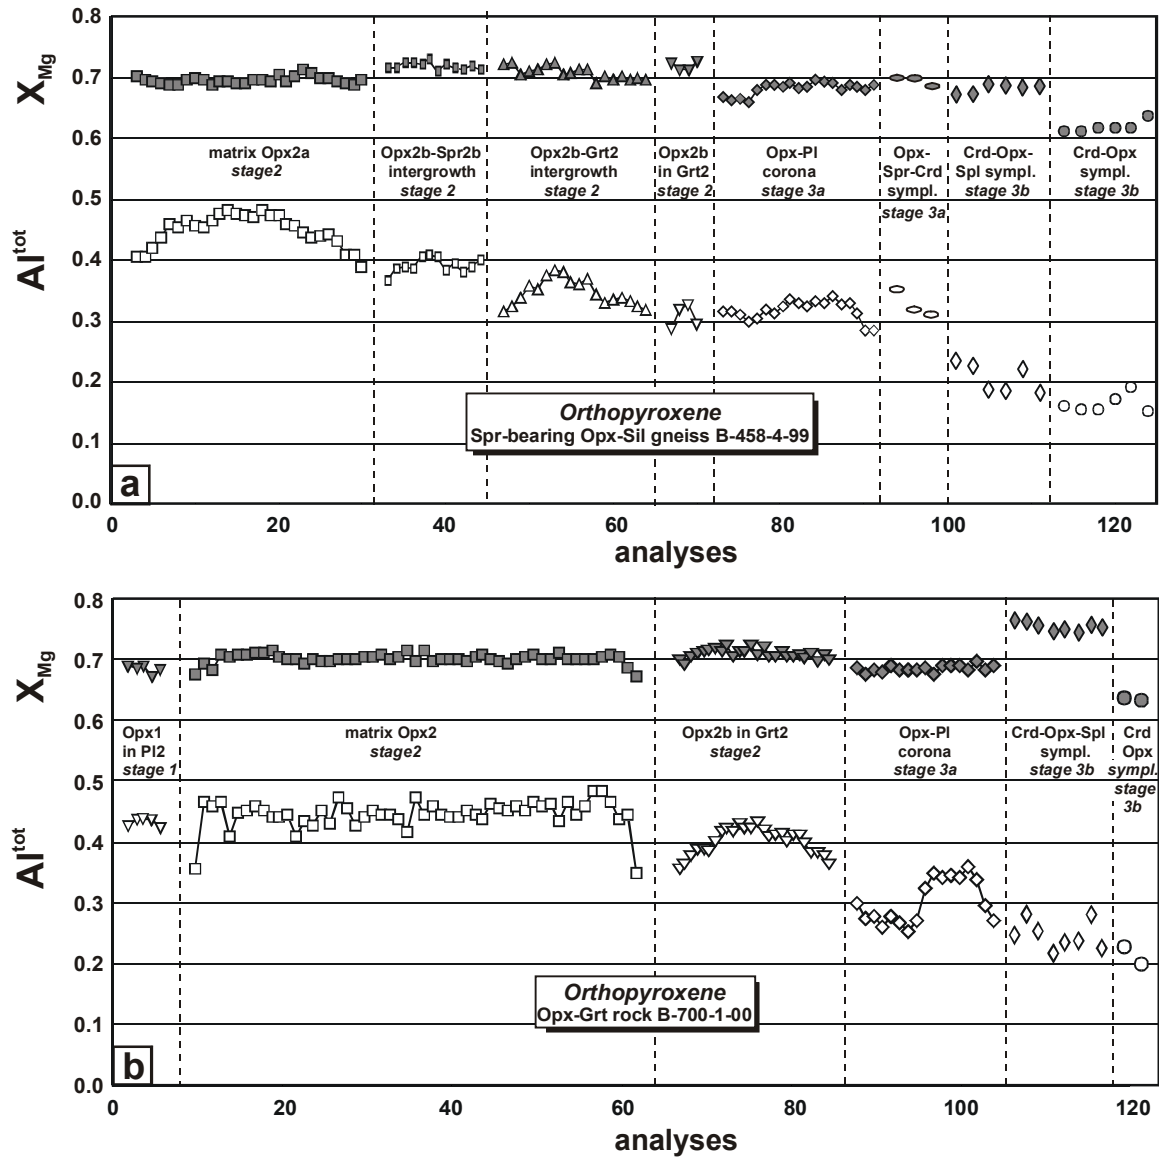 0.8
0.7
0.6
0.5
0.4
0.3
0.2
0.1
0.0
XMg
Altot
matrix Opx2a
stage2
Opx2b-Spr2b
intergrowth
stage 2
Opx2b-Grt2
intergrowth
stage 2
Opx2b
in Grt2
stage 2
Opx-Pl
corona
stage 3a
Opx-
Spr-Crd
sympl.
stage 3a
Crd-Opx-
Spl sympl.
stage 3b
Crd-Opx
sympl.
stage 3b
Orthopyroxene
Spr-bearing Opx-Sil gneiss B-458-4-99
a
0 20 40 60 80 100 120
analyses
0.8
0.7
0.6
0.5
0.4
0.3
0.2
0.1
0.0
XMg
Altot
Opx1
in Pl2
stage 1
matrix Opx2
stage2
Opx2b in Grt2
stage2
Opx-Pl
corona
stage 3a
Crd-Opx-Spl
sympl.
stage 3b
Crd
Opx
sympl.
stage
3b
Orthopyroxene
Opx-Grt rock B-700-1-00
b
0 20 40 60 80 100 120
analyses